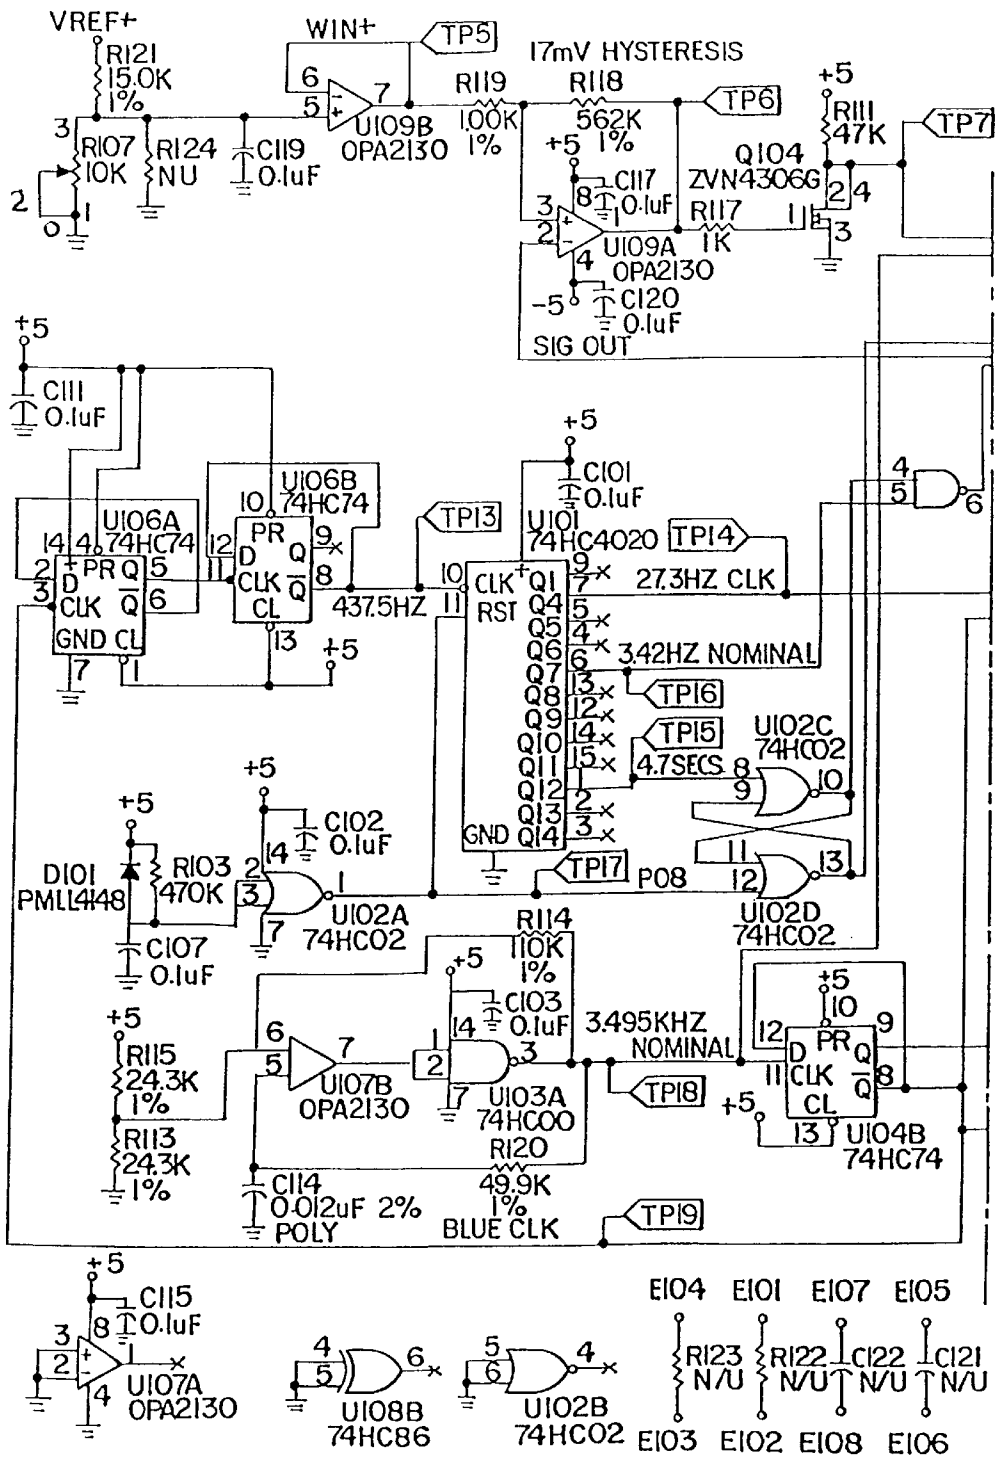 VREF+
R121
15.0K
1%
3
R107
10K
2
0
1
R124
NU
C119
0.1uF
WIN+
TP5
6
7
5
-
+
U109B
OPA2130
R119
1.00K
1%
17mV HYSTERESIS
R118
562K
1%
TP6
+5
C117
0.1uF
8
3
2
+
-
1
4
U109A
OPA2130
-5
C120
0.1uF
SIG OUT
R117
1K
+5
R111
47K
Q104
ZVN4306G
2
4
1
3
TP7
+5
C111
0.1uF
U106A
74HC74
14
4
2
3
+
PR
D
Q
CLK
Q
GND
CL
5
6
7
1
U106B
74HC74
10
12
11
PR
D
Q
CLK
Q
CL
9
8
13
+5
437.5HZ
TP13
+5
C101
0.1uF
U101
74HC4020
10
11
+
CLK
RST
Q1 9
Q4 7
Q5 5
Q6 4
Q7 6
Q8 13
Q9 12
Q10 14
Q11 15
Q12 1
Q13 2
Q14 3
GND
TP14
27.3HZ CLK
3.42HZ NOMINAL
TP16
TP15
4.7SECS
4
5
6
U102C
74HC02
8
9
10
11
12
13
U102D
74HC02
TP17
P08
+5
D101
PMLL4148
R103
470K
C107
0.1uF
+5
C102
0.1uF
14
2
3
1
7
U102A
74HC02
R114
110K
1%
+5
C103
0.1uF
14
1
2
3
7
U103A
74HC00
3.495KHZ
NOMINAL
TP18
+5
R115
24.3K
1%
R113
24.3K
1%
6
5
7
U107B
OPA2130
R120
49.9K
1%
BLUE CLK
C114
0.012uF 2%
POLY
TP19
+5
10
12
11
PR
D
Q
CLK
Q
CL
9
8
+5
13
U104B
74HC74
+5
C115
0.1uF
8
3
2
+
-
1
4
U107A
OPA2130
4
5
6
U108B
74HC86
5
6
4
U102B
74HC02
E104 E101 E107 E105
R123
N/U
R122
N/U
C122
N/U
C121
N/U
E103 E102 E108 E106